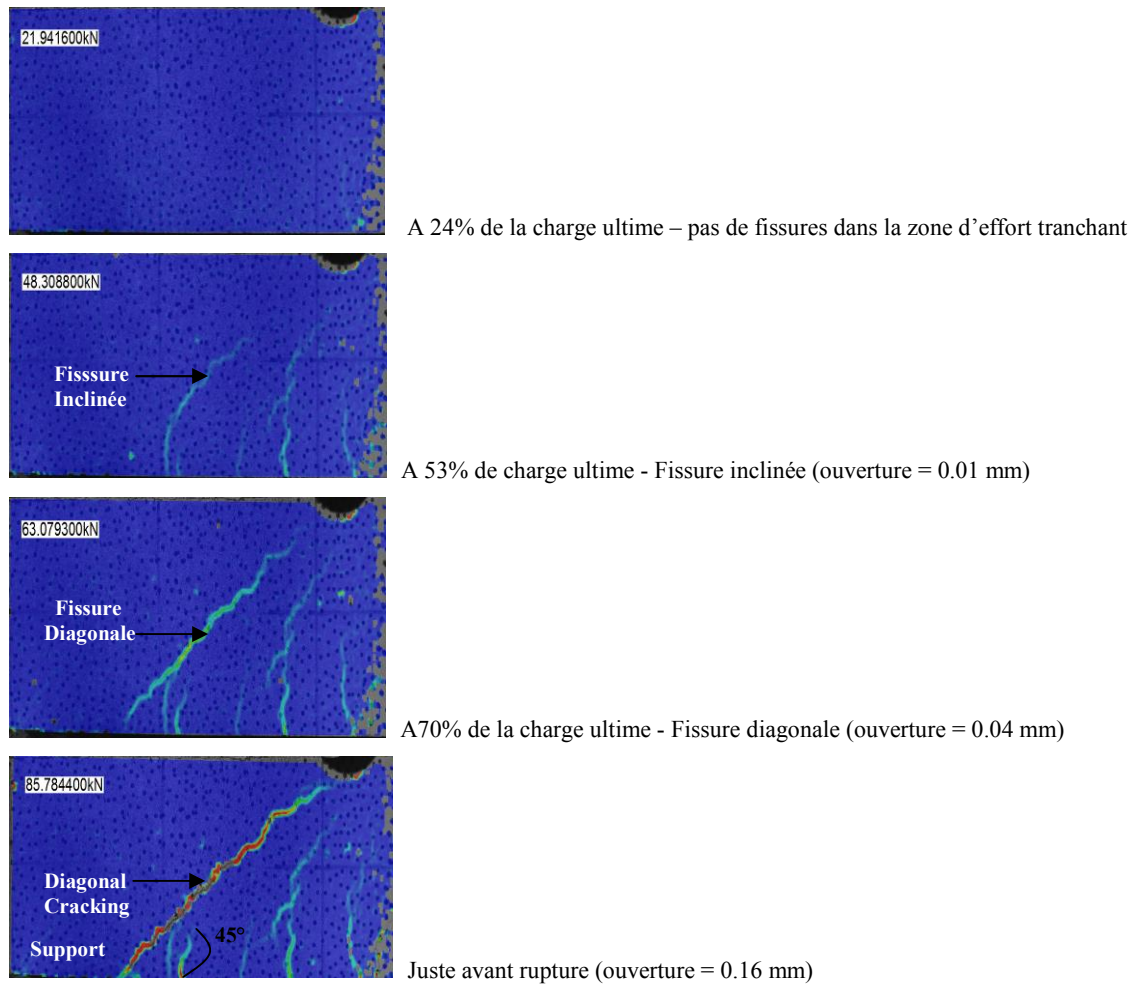 21.941600kN
A 24% de la charge ultime – pas de fissures dans la zone d’effort tranchant
48.308800kN
Fisssure
Inclinée
A 53% de charge ultime - Fissure inclinée (ouverture = 0.01 mm)
63.079300kN
Fissure
Diagonale
A70% de la charge ultime - Fissure diagonale (ouverture = 0.04 mm)
85.784400kN
Diagonal
Cracking
45°
Support
Juste avant rupture (ouverture = 0.16 mm)